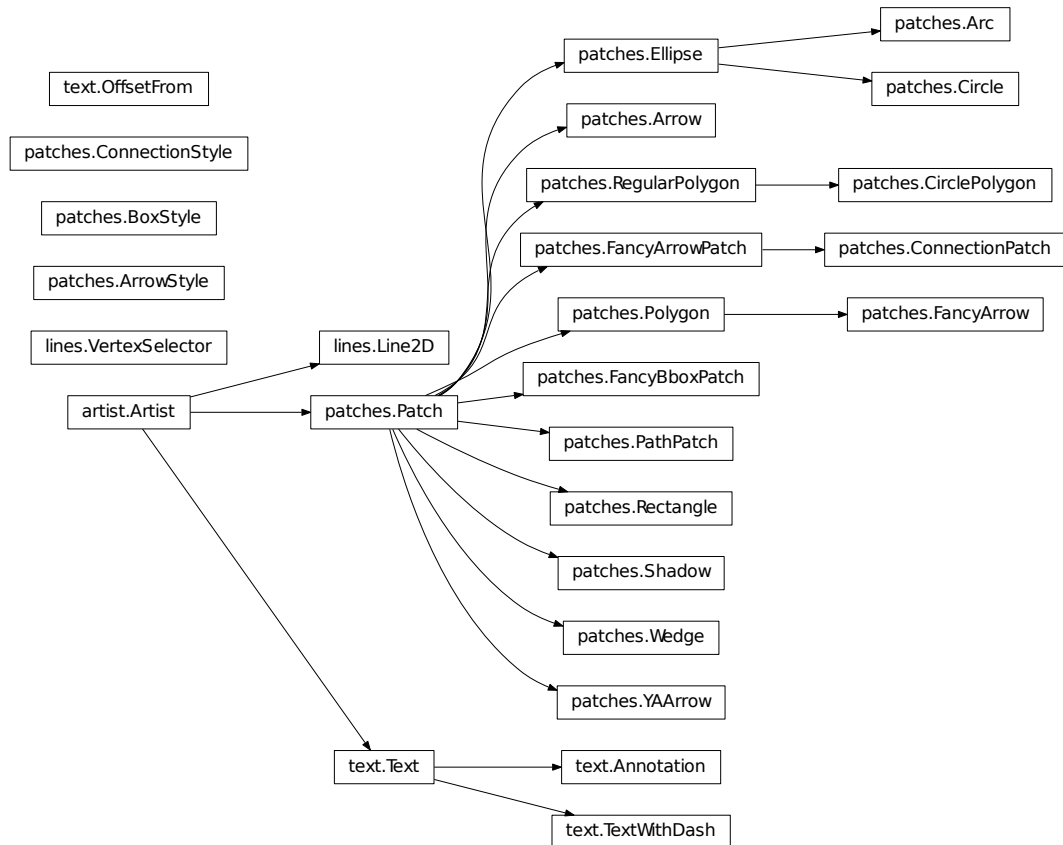 patches.Arc
patches.Ellipse
text.OffsetFrom
patches.Circle
patches.Arrow
patches.ConnectionStyle
patches.RegularPolygon
patches.CirclePolygon
patches.BoxStyle
patches.FancyArrowPatch
patches.ConnectionPatch
patches.ArrowStyle
patches.Polygon
patches.FancyArrow
lines.VertexSelector
lines.Line2D
patches.FancyBboxPatch
artist.Artist
patches.Patch
patches.PathPatch
patches.Rectangle
patches.Shadow
patches.Wedge
patches.YAArrow
text.Text
text.Annotation
text.TextWithDash